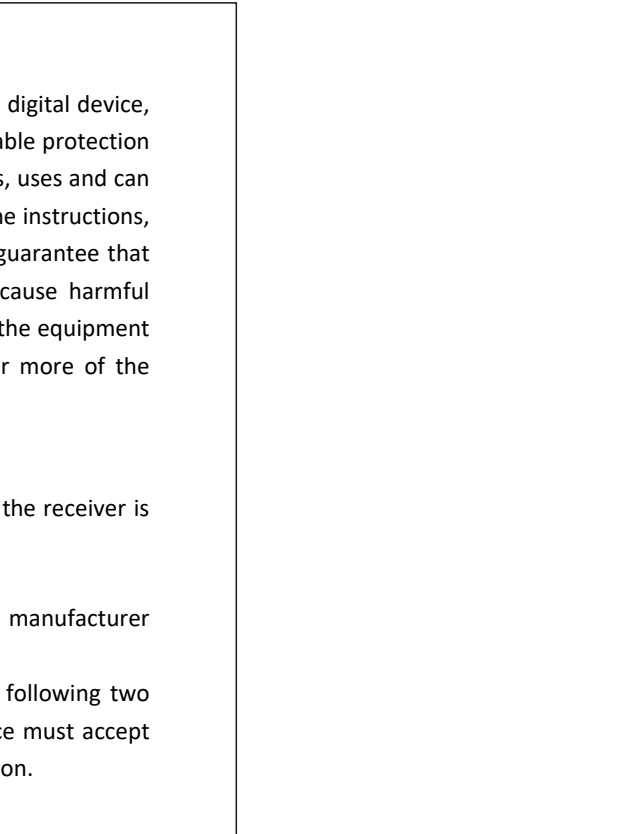 digital device,
able protection
s, uses and can
he instructions,
guarantee that
cause harmful
the equipment
r more of the
the receiver is
manufacturer
following two
ce must accept
on.